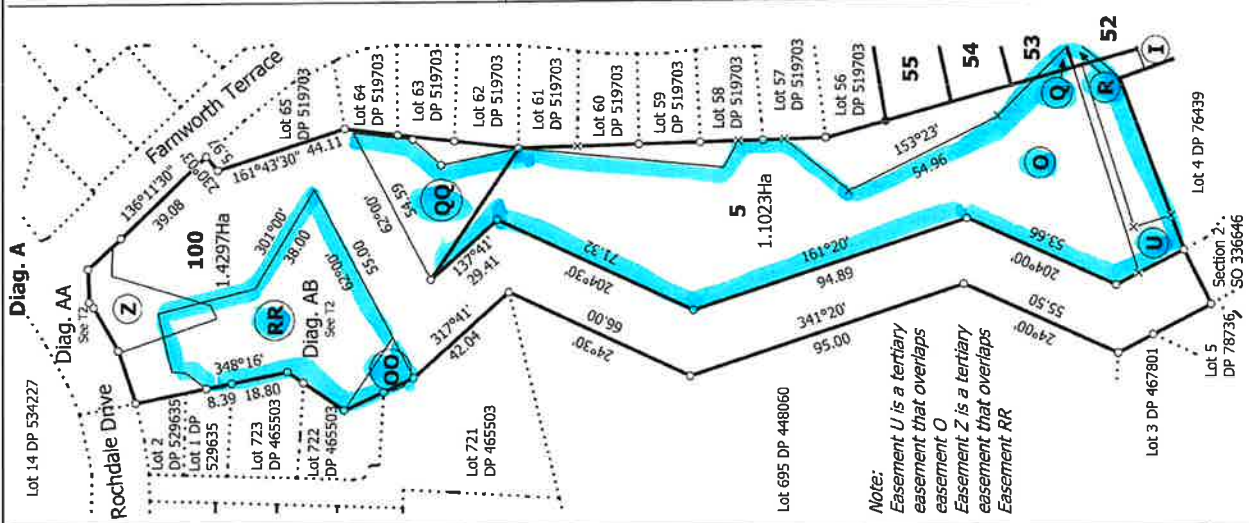 Diag. A
Lot 14 DP 534227
Diag. AA
See T2
Rochdale Drive
Farnworth Terrace
136°11'30"
39.08
230°03'
5.97
Z
100
1.4297Ha
161°43'30" 44.11
Lot 65
DP 519703
Lot 64
DP 519703
Lot 63
DP 519703
Lot 62
DP 519703
Lot 61
DP 519703
Lot 60
DP 519703
Lot 59
DP 519703
Lot 58
DP 519703
Lot 57
DP 519703
Lot 56
DP 519703
55
54
53
52
Lot 2
DP 529635
Lot 1 DP
529635
8.39
348°16'
18.80
Lot 723
DP 465503
Lot 722
DP 465503
Lot 721
DP 465503
RR
Diag. AB
See T2
301°00'
38.00
62°00'
55.00
OO
62°00'
54.59
QQ
137°41'
29.41
317°41'
42.04
204°30'
71.32
24°30'
66.00
5
1.1023Ha
161°20'
94.89
341°20'
95.00
153°23'
54.96
O
Q
R
I
U
204°00'
53.66
24°00'
55.50
Lot 695 DP 448060
Lot 4 DP 76439
Section 2
SO 336646
Lot 5
DP 78736
Lot 3 DP 467801
Note:
Easement U is a tertiary
easement that overlaps
easement O
Easement Z is a tertiary
easement that overlaps
Easement RR